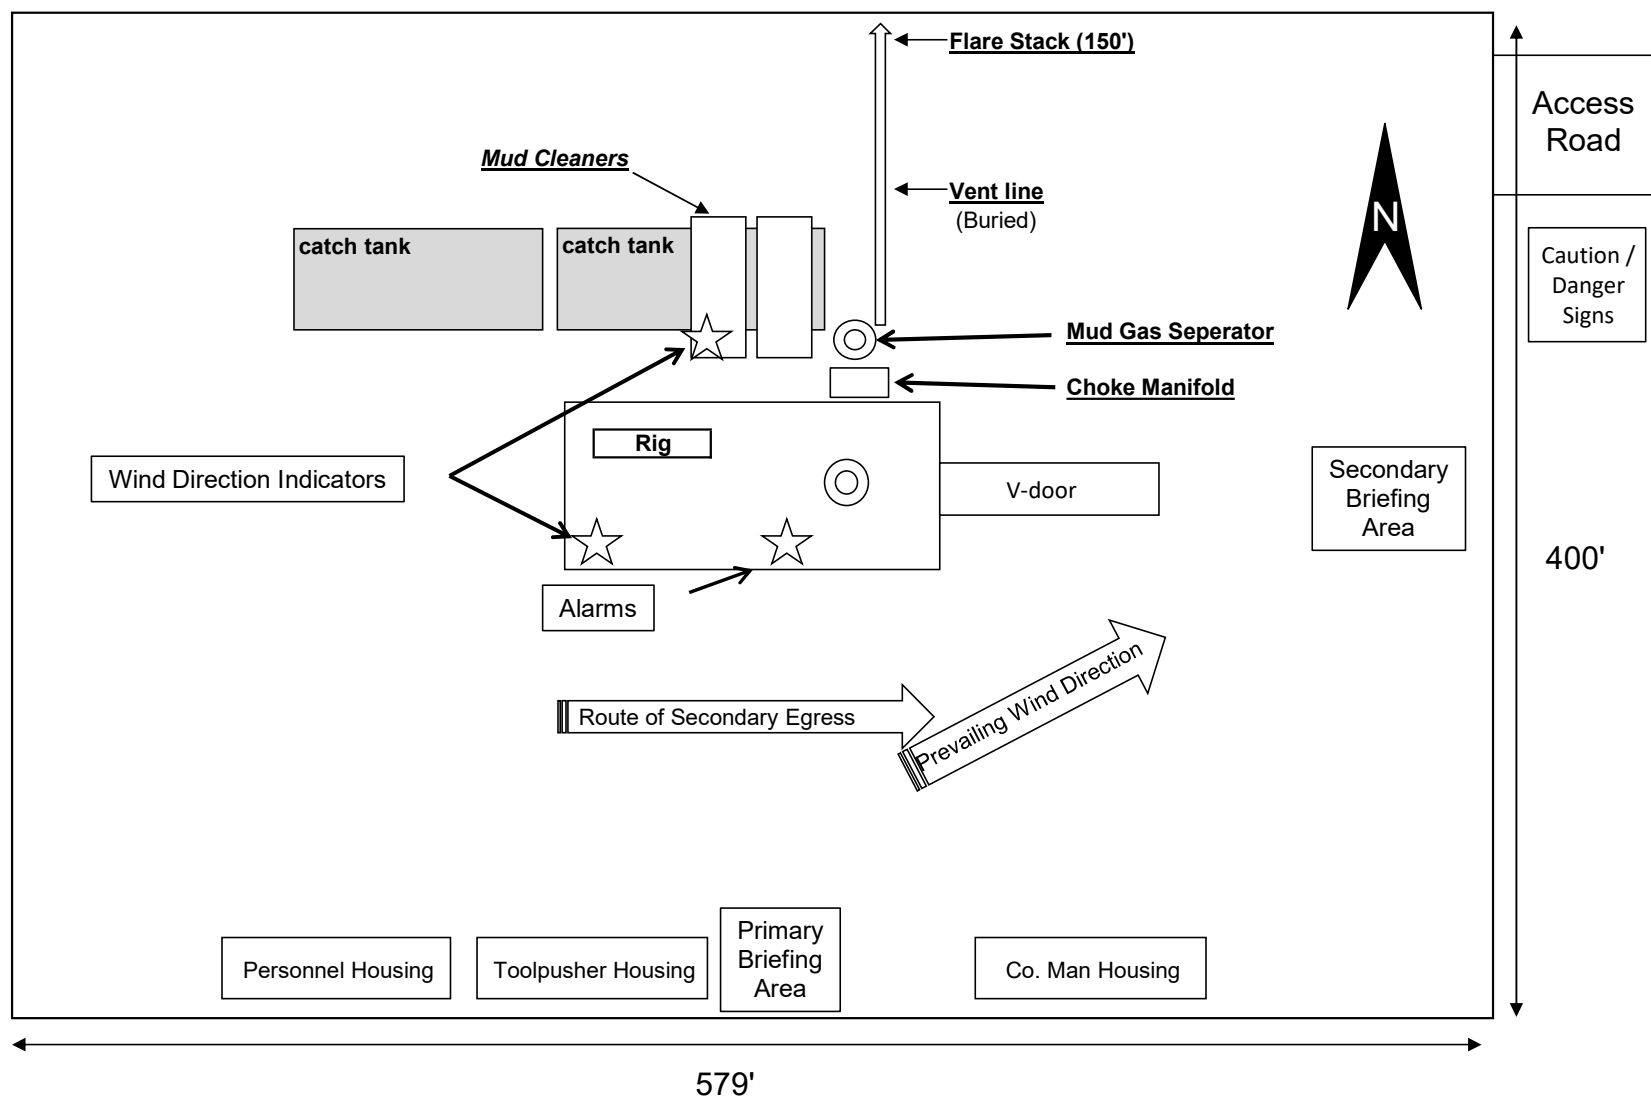 Flare Stack (150')
Access
Road
Mud Cleaners
Vent line
(Buried)
N
catch tank
catch tank
Caution /
Danger
Signs
Mud Gas Seperator
Choke Manifold
Rig
Wind Direction Indicators
V-door
Secondary
Briefing
Area
400'
Alarms
Route of Secondary Egress
Prevailing Wind Direction
Personnel Housing
Toolpusher Housing
Primary
Briefing
Area
Co. Man Housing
579'